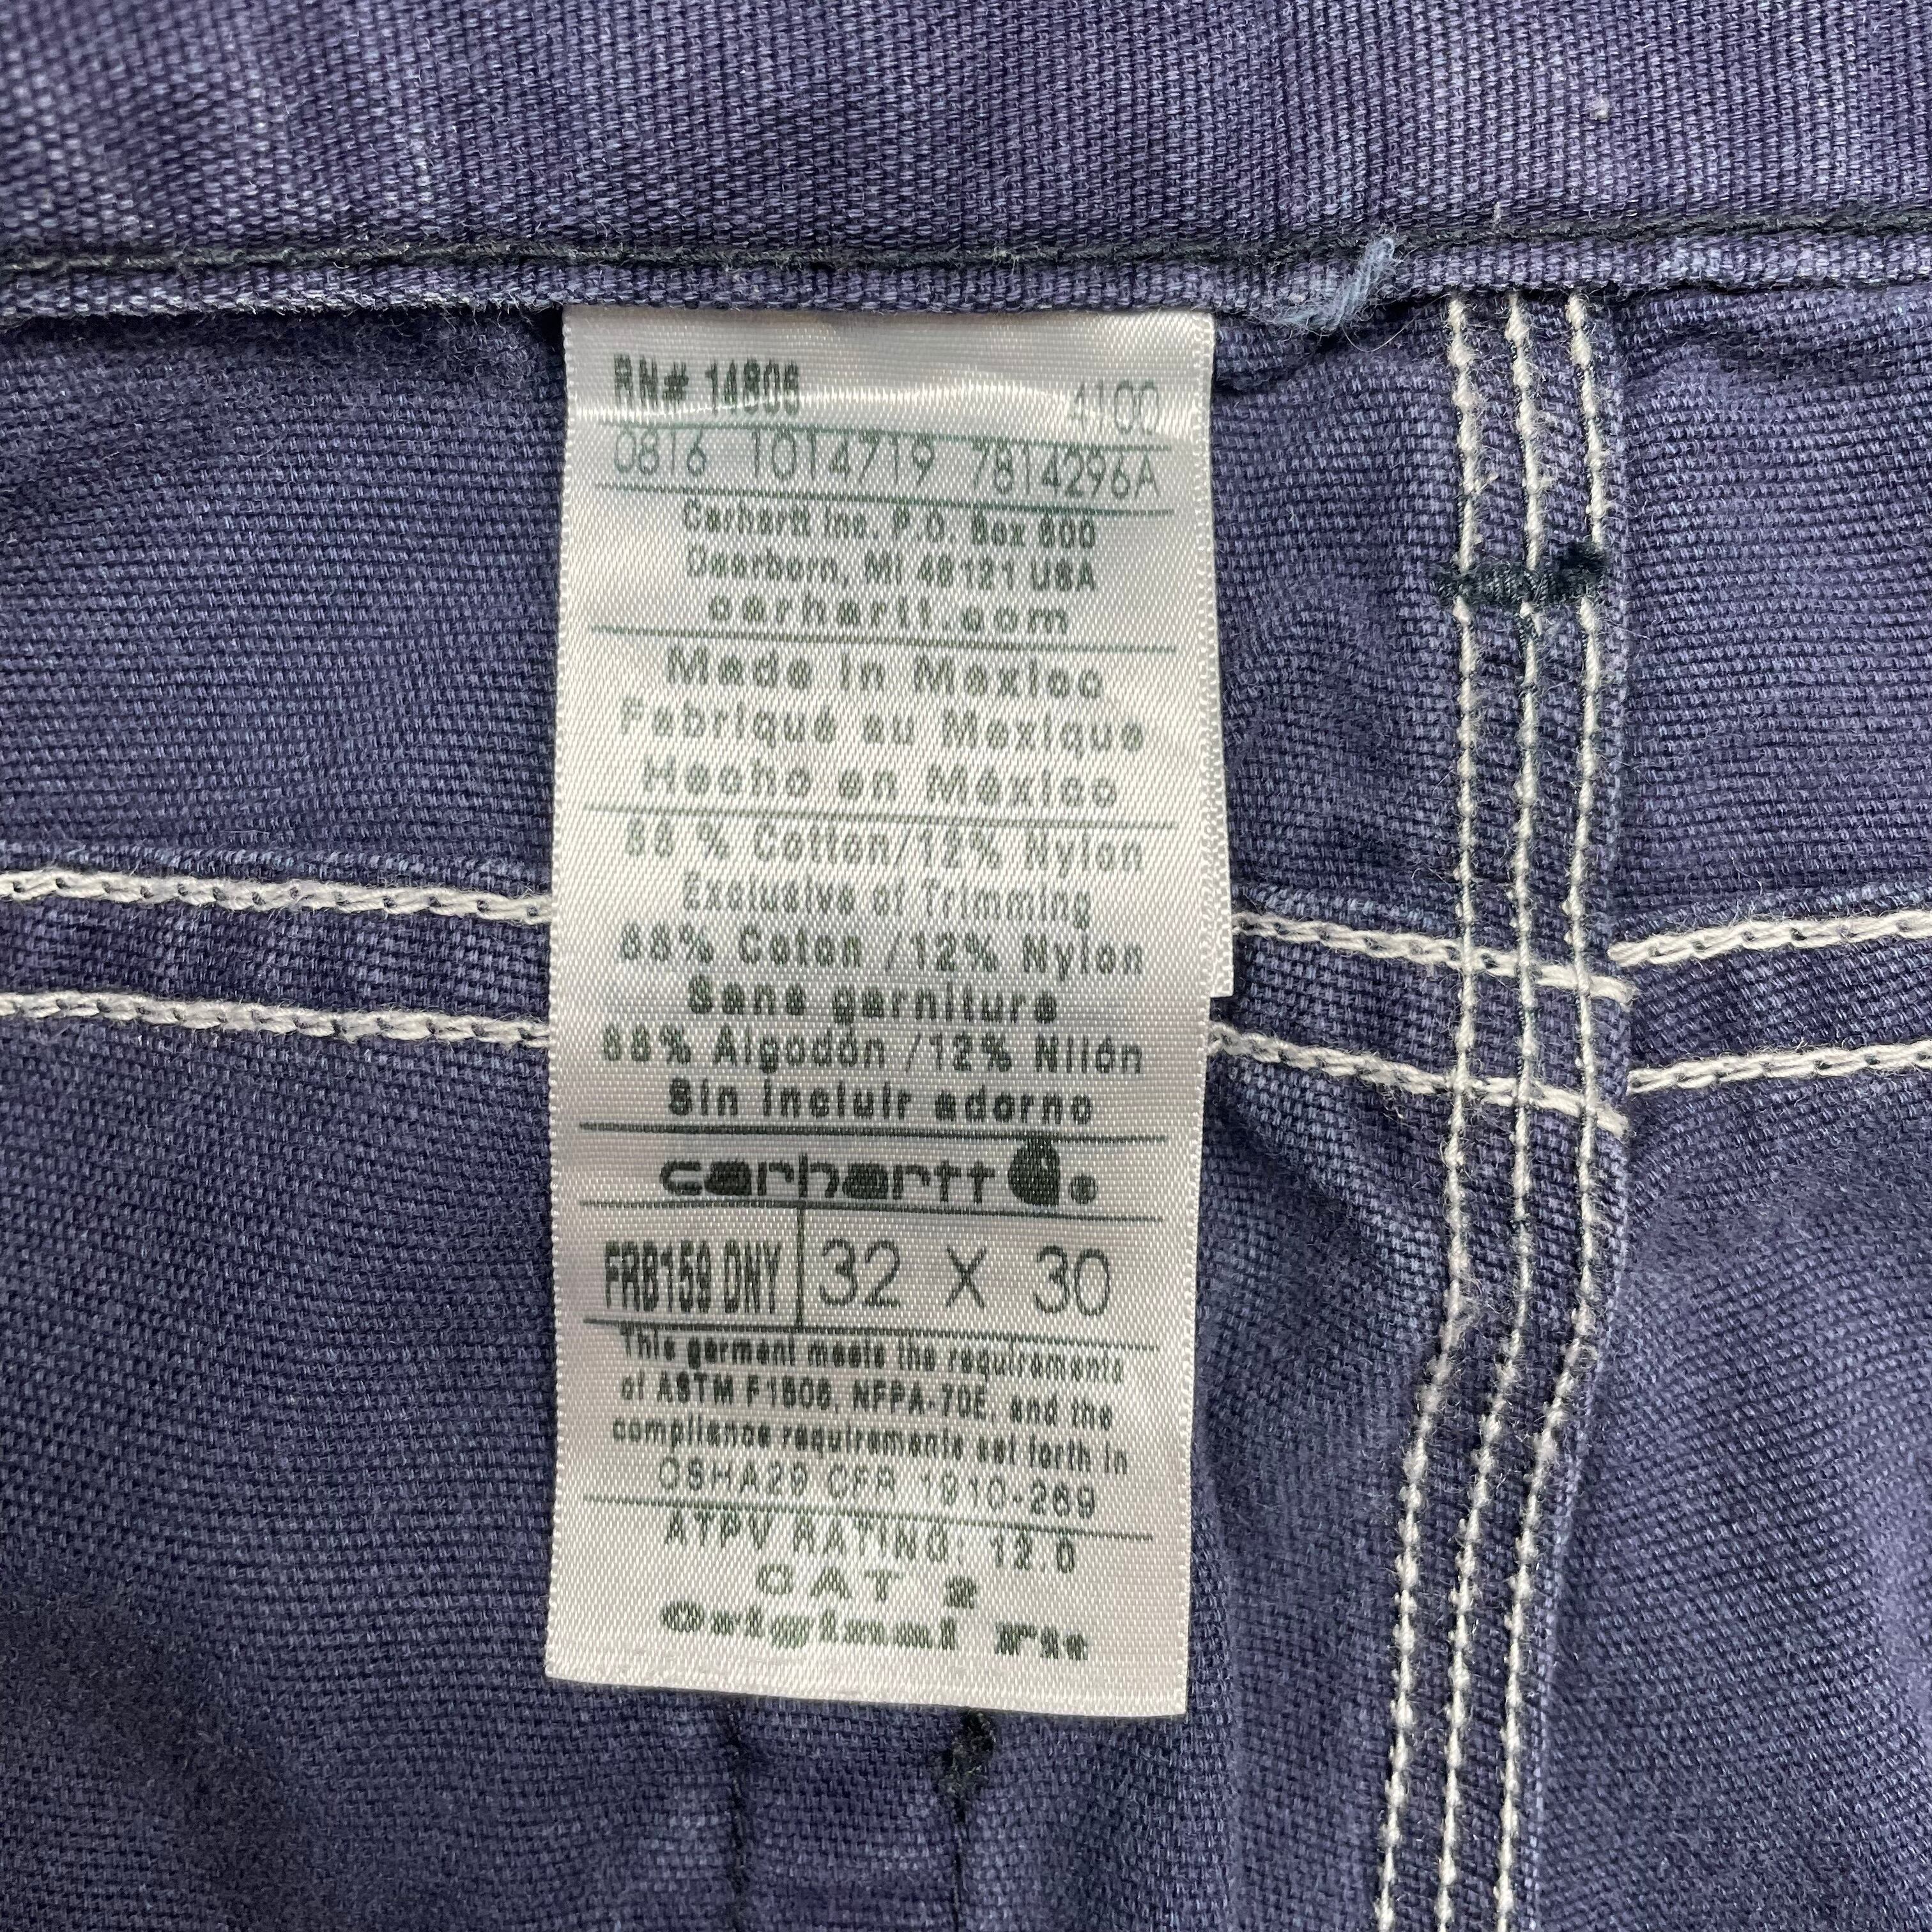 RN# 14806 4100
0816 1014719 7814296A
Carhartt Inc. P.O. Box 600
Dearborn, MI 48121 USA
carhartt.com
Made in Mexico
Fabriqué au Mexique
Hecho en México
88 % Cotton/12% Nylon
Exclusive of Trimming
88% Coton /12% Nylon
Sans garniture
88% Algodón /12% Nilón
Sin incluir adorno
carhartt
FRB159 DNY 32 X 30
This garment meets the requirements
of ASTM F1506, NFPA-70E, and the
compliance requirements set forth in
OSHA29 CFR 1910-269
ATPV RATING, 12.0
CAT 2
Original Fit